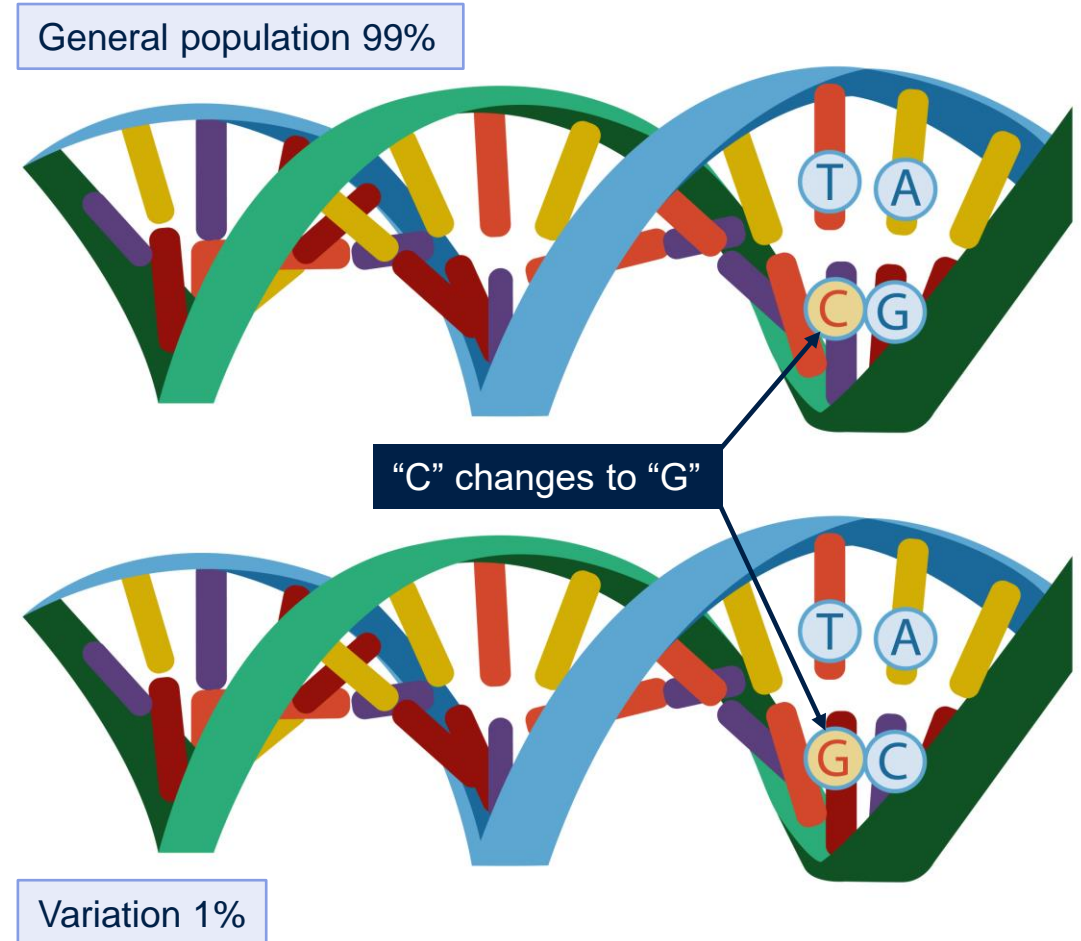 General population 99%
T A
C G
“C” changes to “G”
T A
G C
Variation 1%